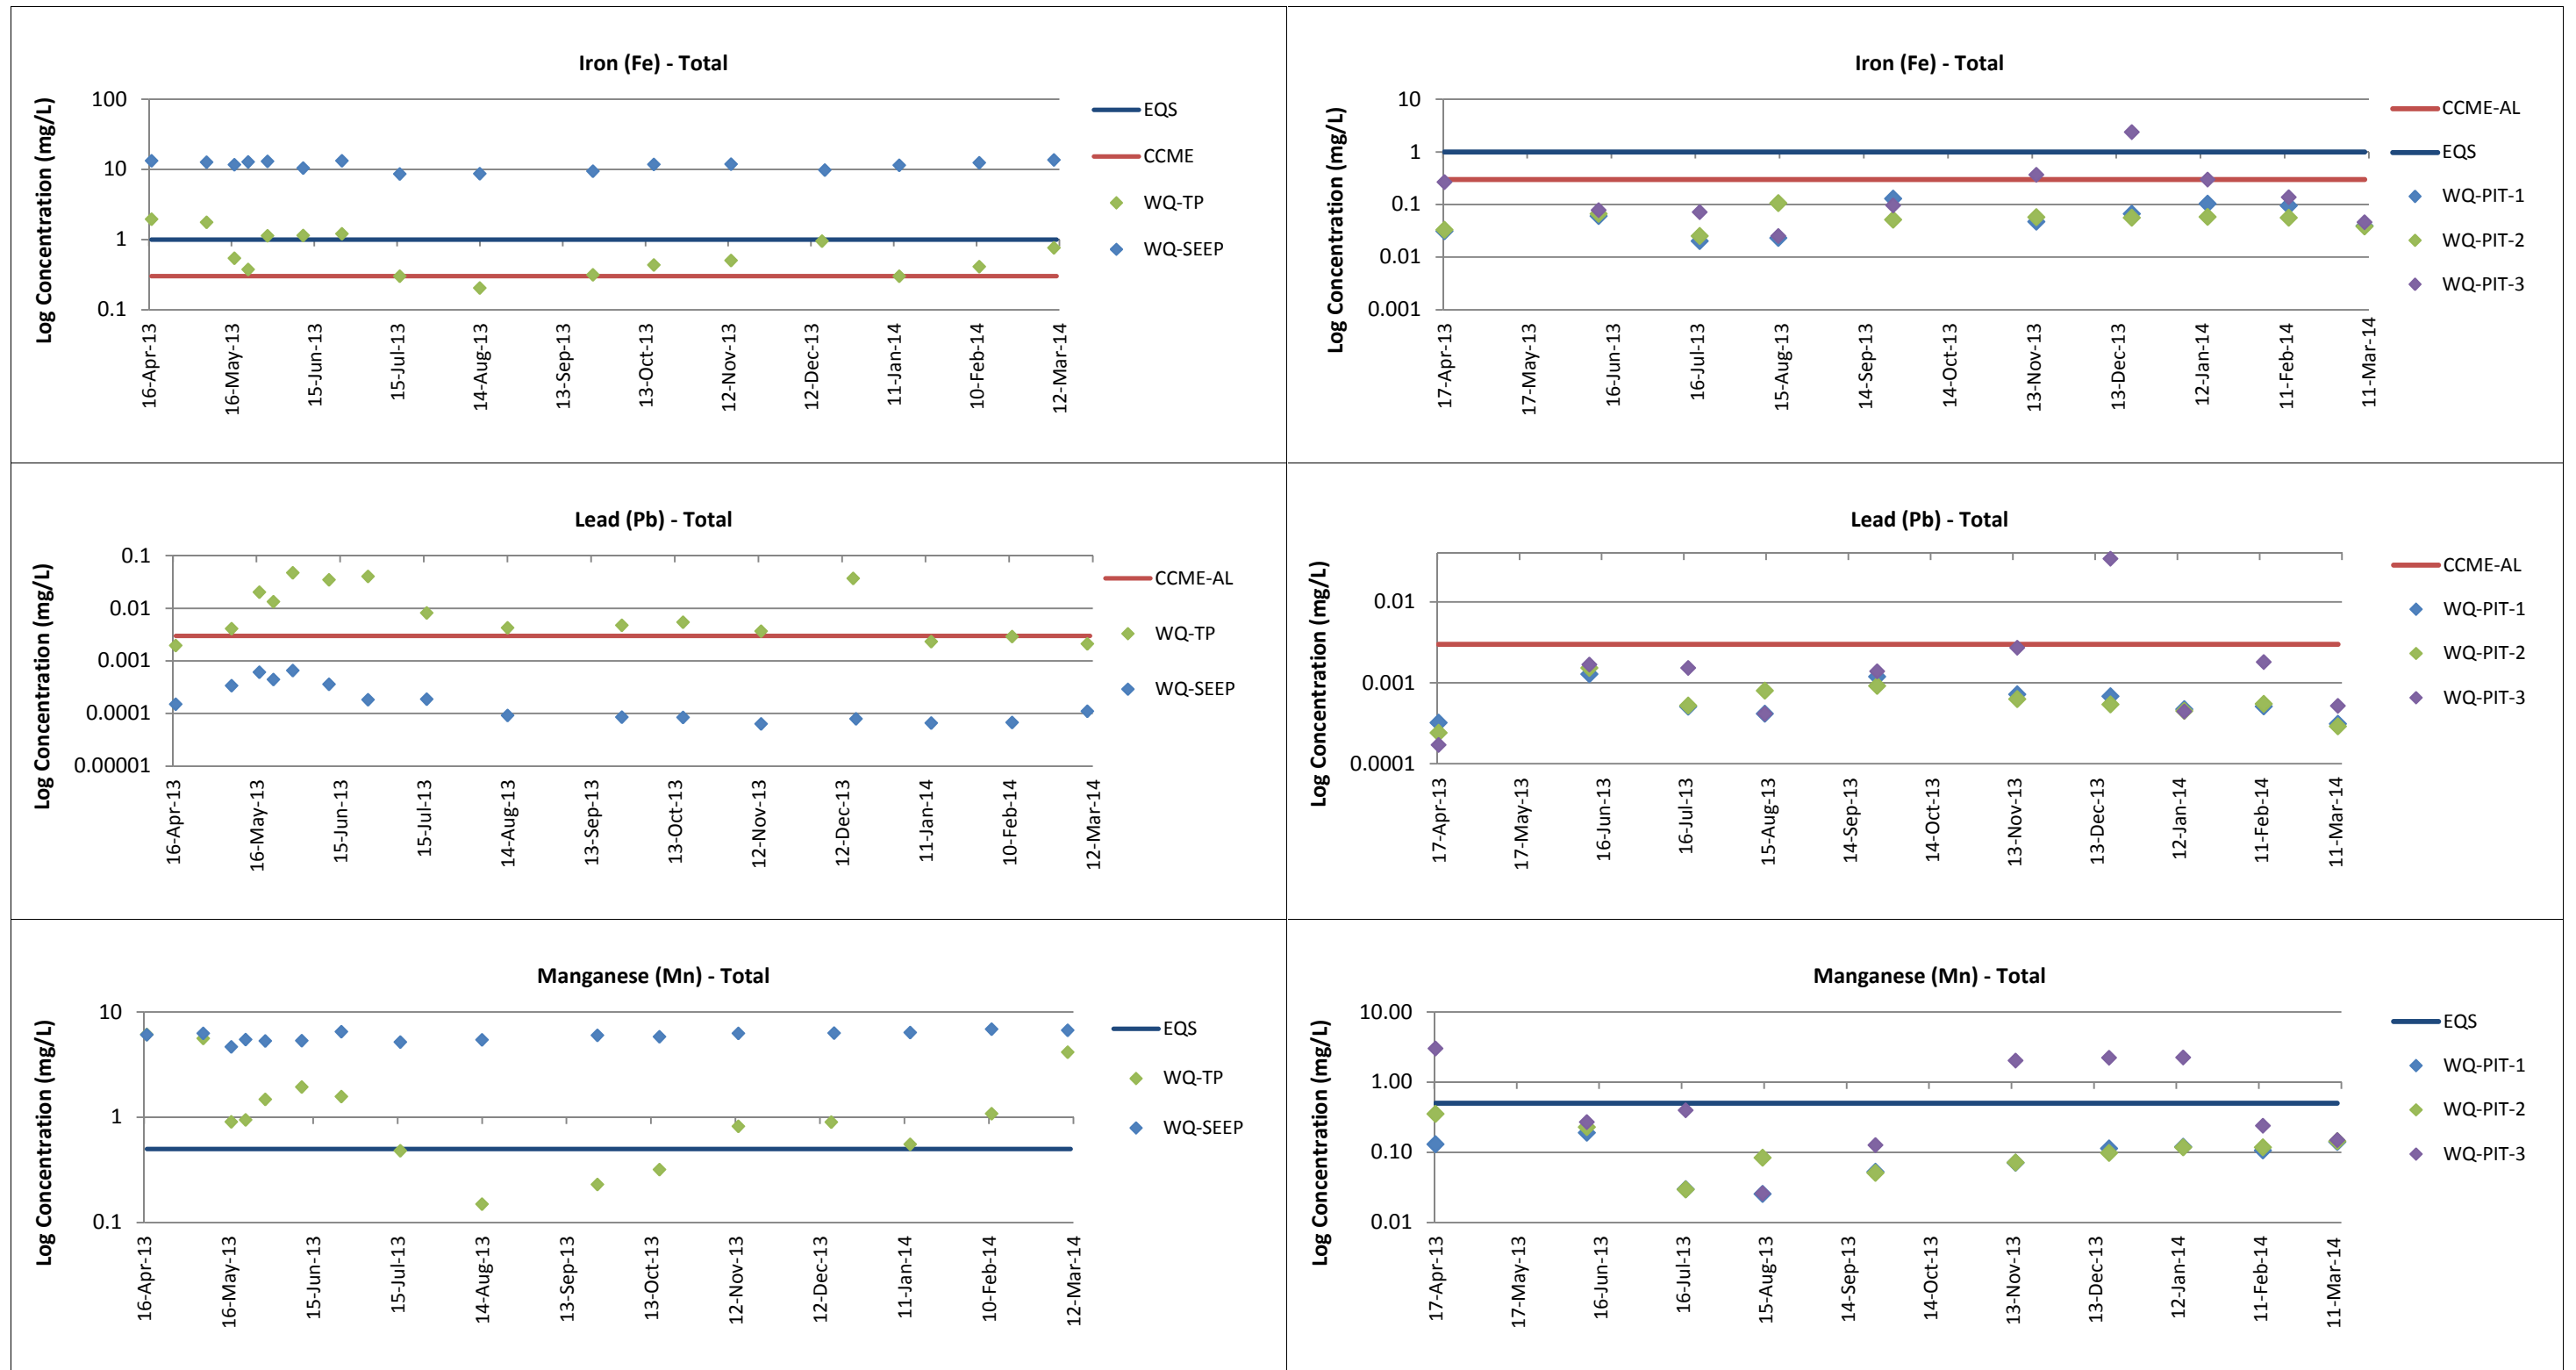 Iron (Fe) - Total
Log Concentration (mg/L)
100
10
1
0.1
16-Apr-13
16-May-13
15-Jun-13
15-Jul-13
14-Aug-13
13-Sep-13
13-Oct-13
12-Nov-13
12-Dec-13
11-Jan-14
10-Feb-14
12-Mar-14
EQS
CCME
WQ-TP
WQ-SEEP
Iron (Fe) - Total
Log Concentration (mg/L)
10
1
0.1
0.01
0.001
17-Apr-13
17-May-13
16-Jun-13
16-Jul-13
15-Aug-13
14-Sep-13
14-Oct-13
13-Nov-13
13-Dec-13
12-Jan-14
11-Feb-14
11-Mar-14
CCME-AL
EQS
WQ-PIT-1
WQ-PIT-2
WQ-PIT-3
Lead (Pb) - Total
Log Concentration (mg/L)
0.1
0.01
0.001
0.0001
0.00001
16-Apr-13
16-May-13
15-Jun-13
15-Jul-13
14-Aug-13
13-Sep-13
13-Oct-13
12-Nov-13
12-Dec-13
11-Jan-14
10-Feb-14
12-Mar-14
CCME-AL
WQ-TP
WQ-SEEP
Lead (Pb) - Total
Log Concentration (mg/L)
0.01
0.001
0.0001
17-Apr-13
17-May-13
16-Jun-13
16-Jul-13
15-Aug-13
14-Sep-13
14-Oct-13
13-Nov-13
13-Dec-13
12-Jan-14
11-Feb-14
11-Mar-14
CCME-AL
WQ-PIT-1
WQ-PIT-2
WQ-PIT-3
Manganese (Mn) - Total
Log Concentration (mg/L)
10
1
0.1
16-Apr-13
16-May-13
15-Jun-13
15-Jul-13
14-Aug-13
13-Sep-13
13-Oct-13
12-Nov-13
12-Dec-13
11-Jan-14
10-Feb-14
12-Mar-14
EQS
WQ-TP
WQ-SEEP
Manganese (Mn) - Total
Log Concentration (mg/L)
10.00
1.00
0.10
0.01
17-Apr-13
17-May-13
16-Jun-13
16-Jul-13
15-Aug-13
14-Sep-13
14-Oct-13
13-Nov-13
13-Dec-13
12-Jan-14
11-Feb-14
11-Mar-14
EQS
WQ-PIT-1
WQ-PIT-2
WQ-PIT-3